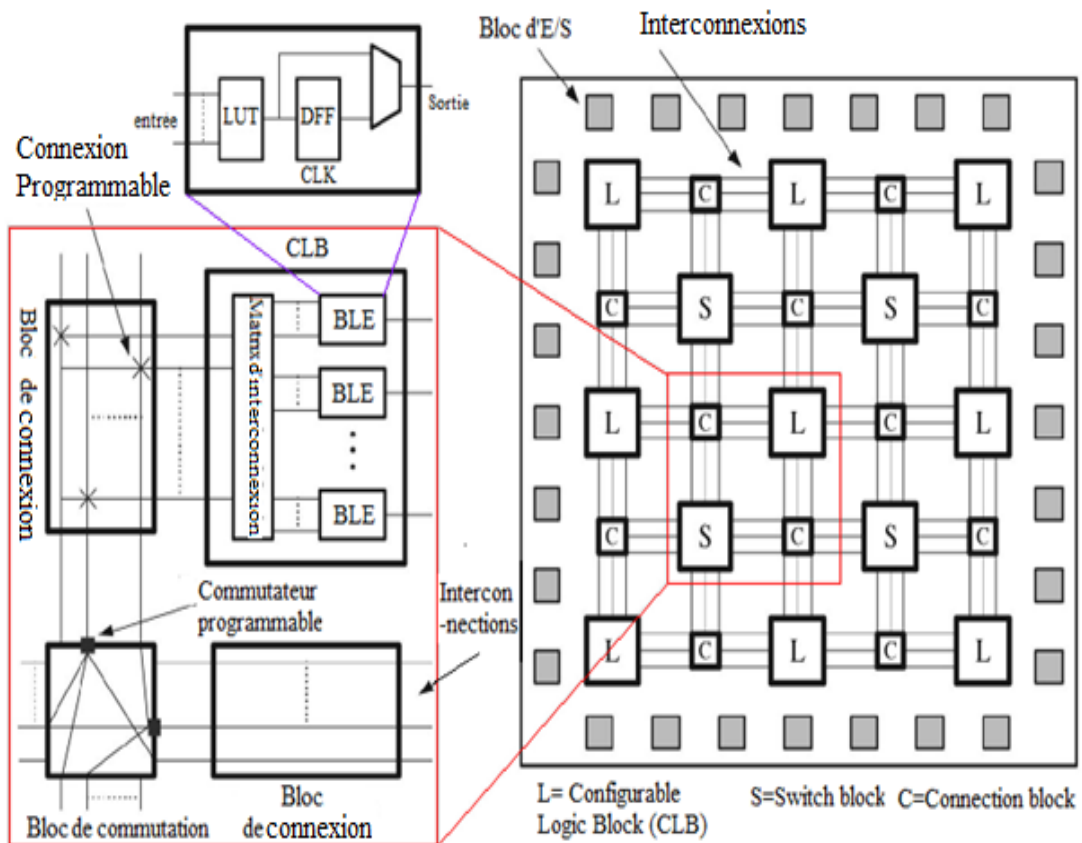 Bloc d'E/S
Interconnexions
entrée
LUT
DFF
CLK
Sortie
Connexion
Programmable
CLB
Bloc de connexion
Matrix d'interconnexion
BLE
BLE
BLE
Commutateur
programmable
Intercon
-nections
Bloc de commutation
Bloc
de connexion
L C L C L
C S C S C
L C L C L
C S C S C
L C L C L
L= Configurable
Logic Block (CLB)
S=Switch block C=Connection block